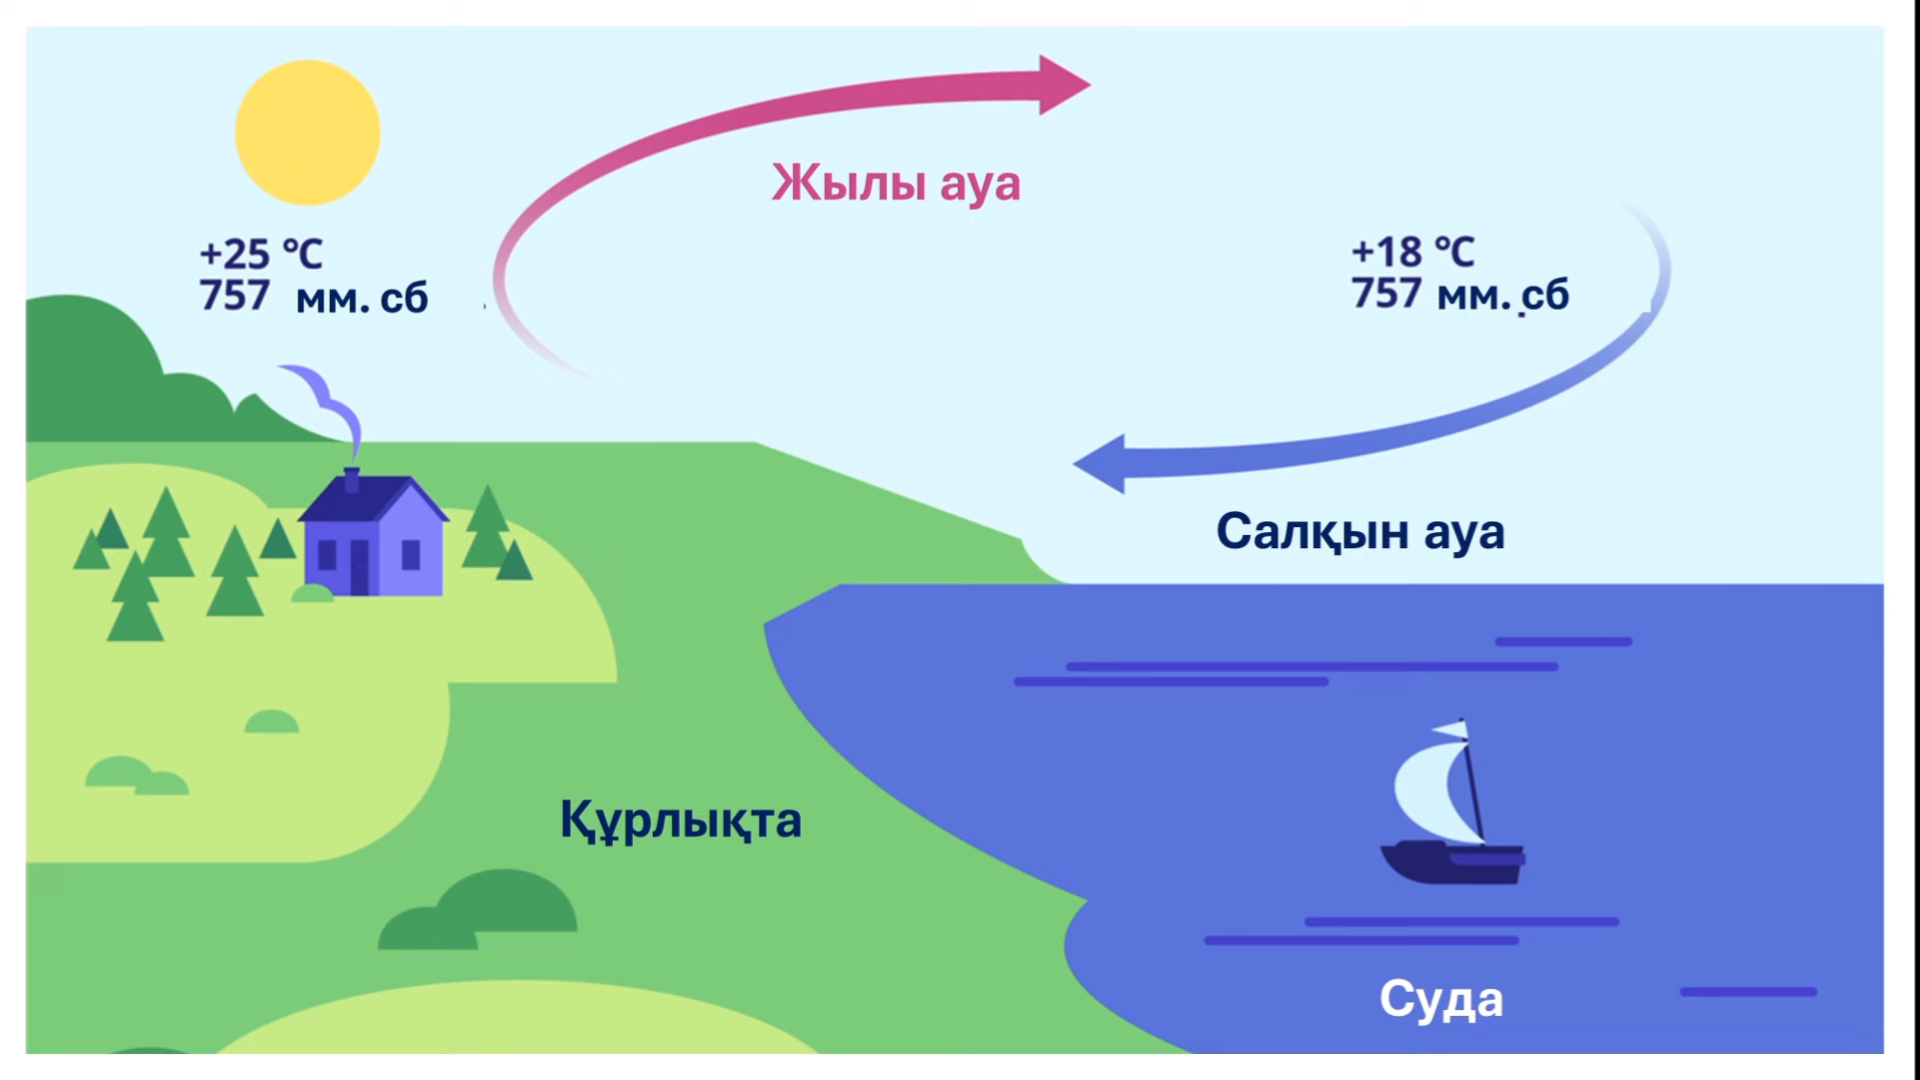 Жылы ауа
+25 °C
757 мм. сб
+18 °C
757 мм. сб
Салқын ауа
Құрлықта
Суда